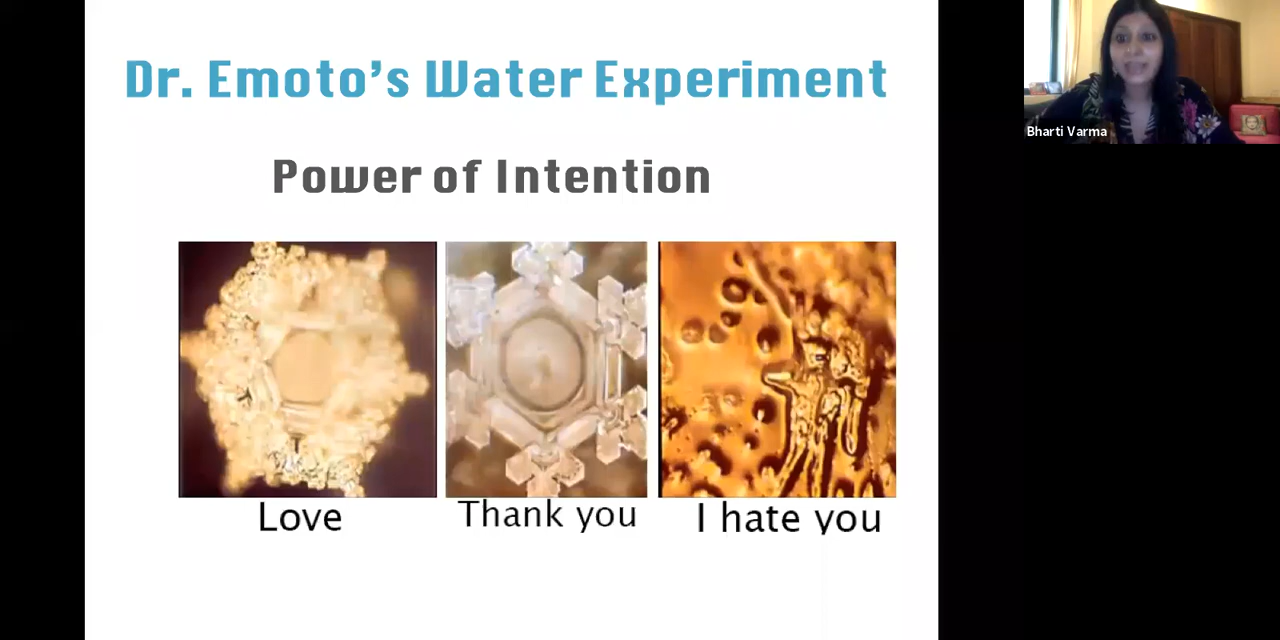 Dr. Emoto's Water Experiment
Bharti Varma
Power of Intention
Love
Thank you
I hate you